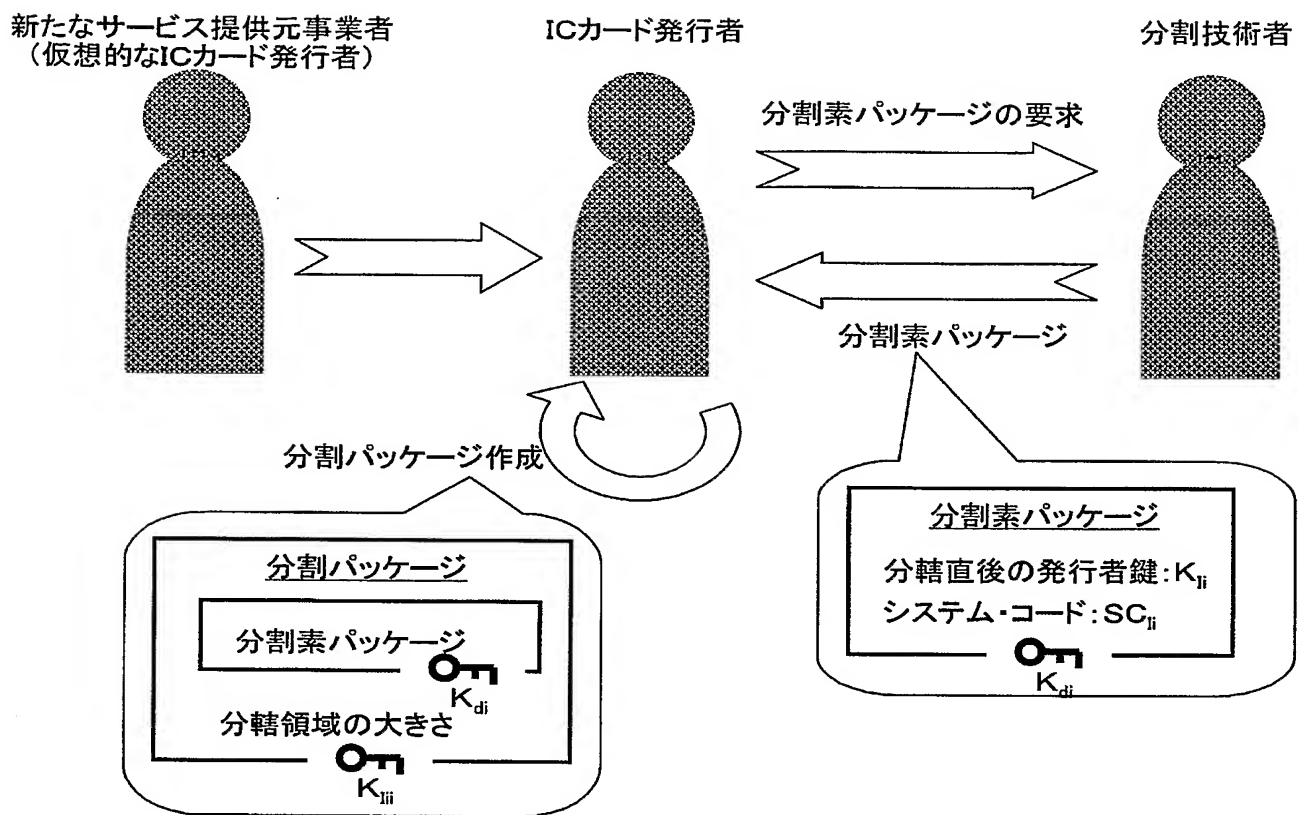 新たなサービス提供元事業者
(仮想的なICカード発行者)
ICカード発行者
分割技術者
分割素パッケージの要求
分割素パッケージ
分割パッケージ作成
分割パッケージ
分割素パッケージ
Kdi
分轄領域の大きさ
KIii
分割素パッケージ
分轄直後の発行者鍵:KIi
システム・コード:SCIi
Kdi